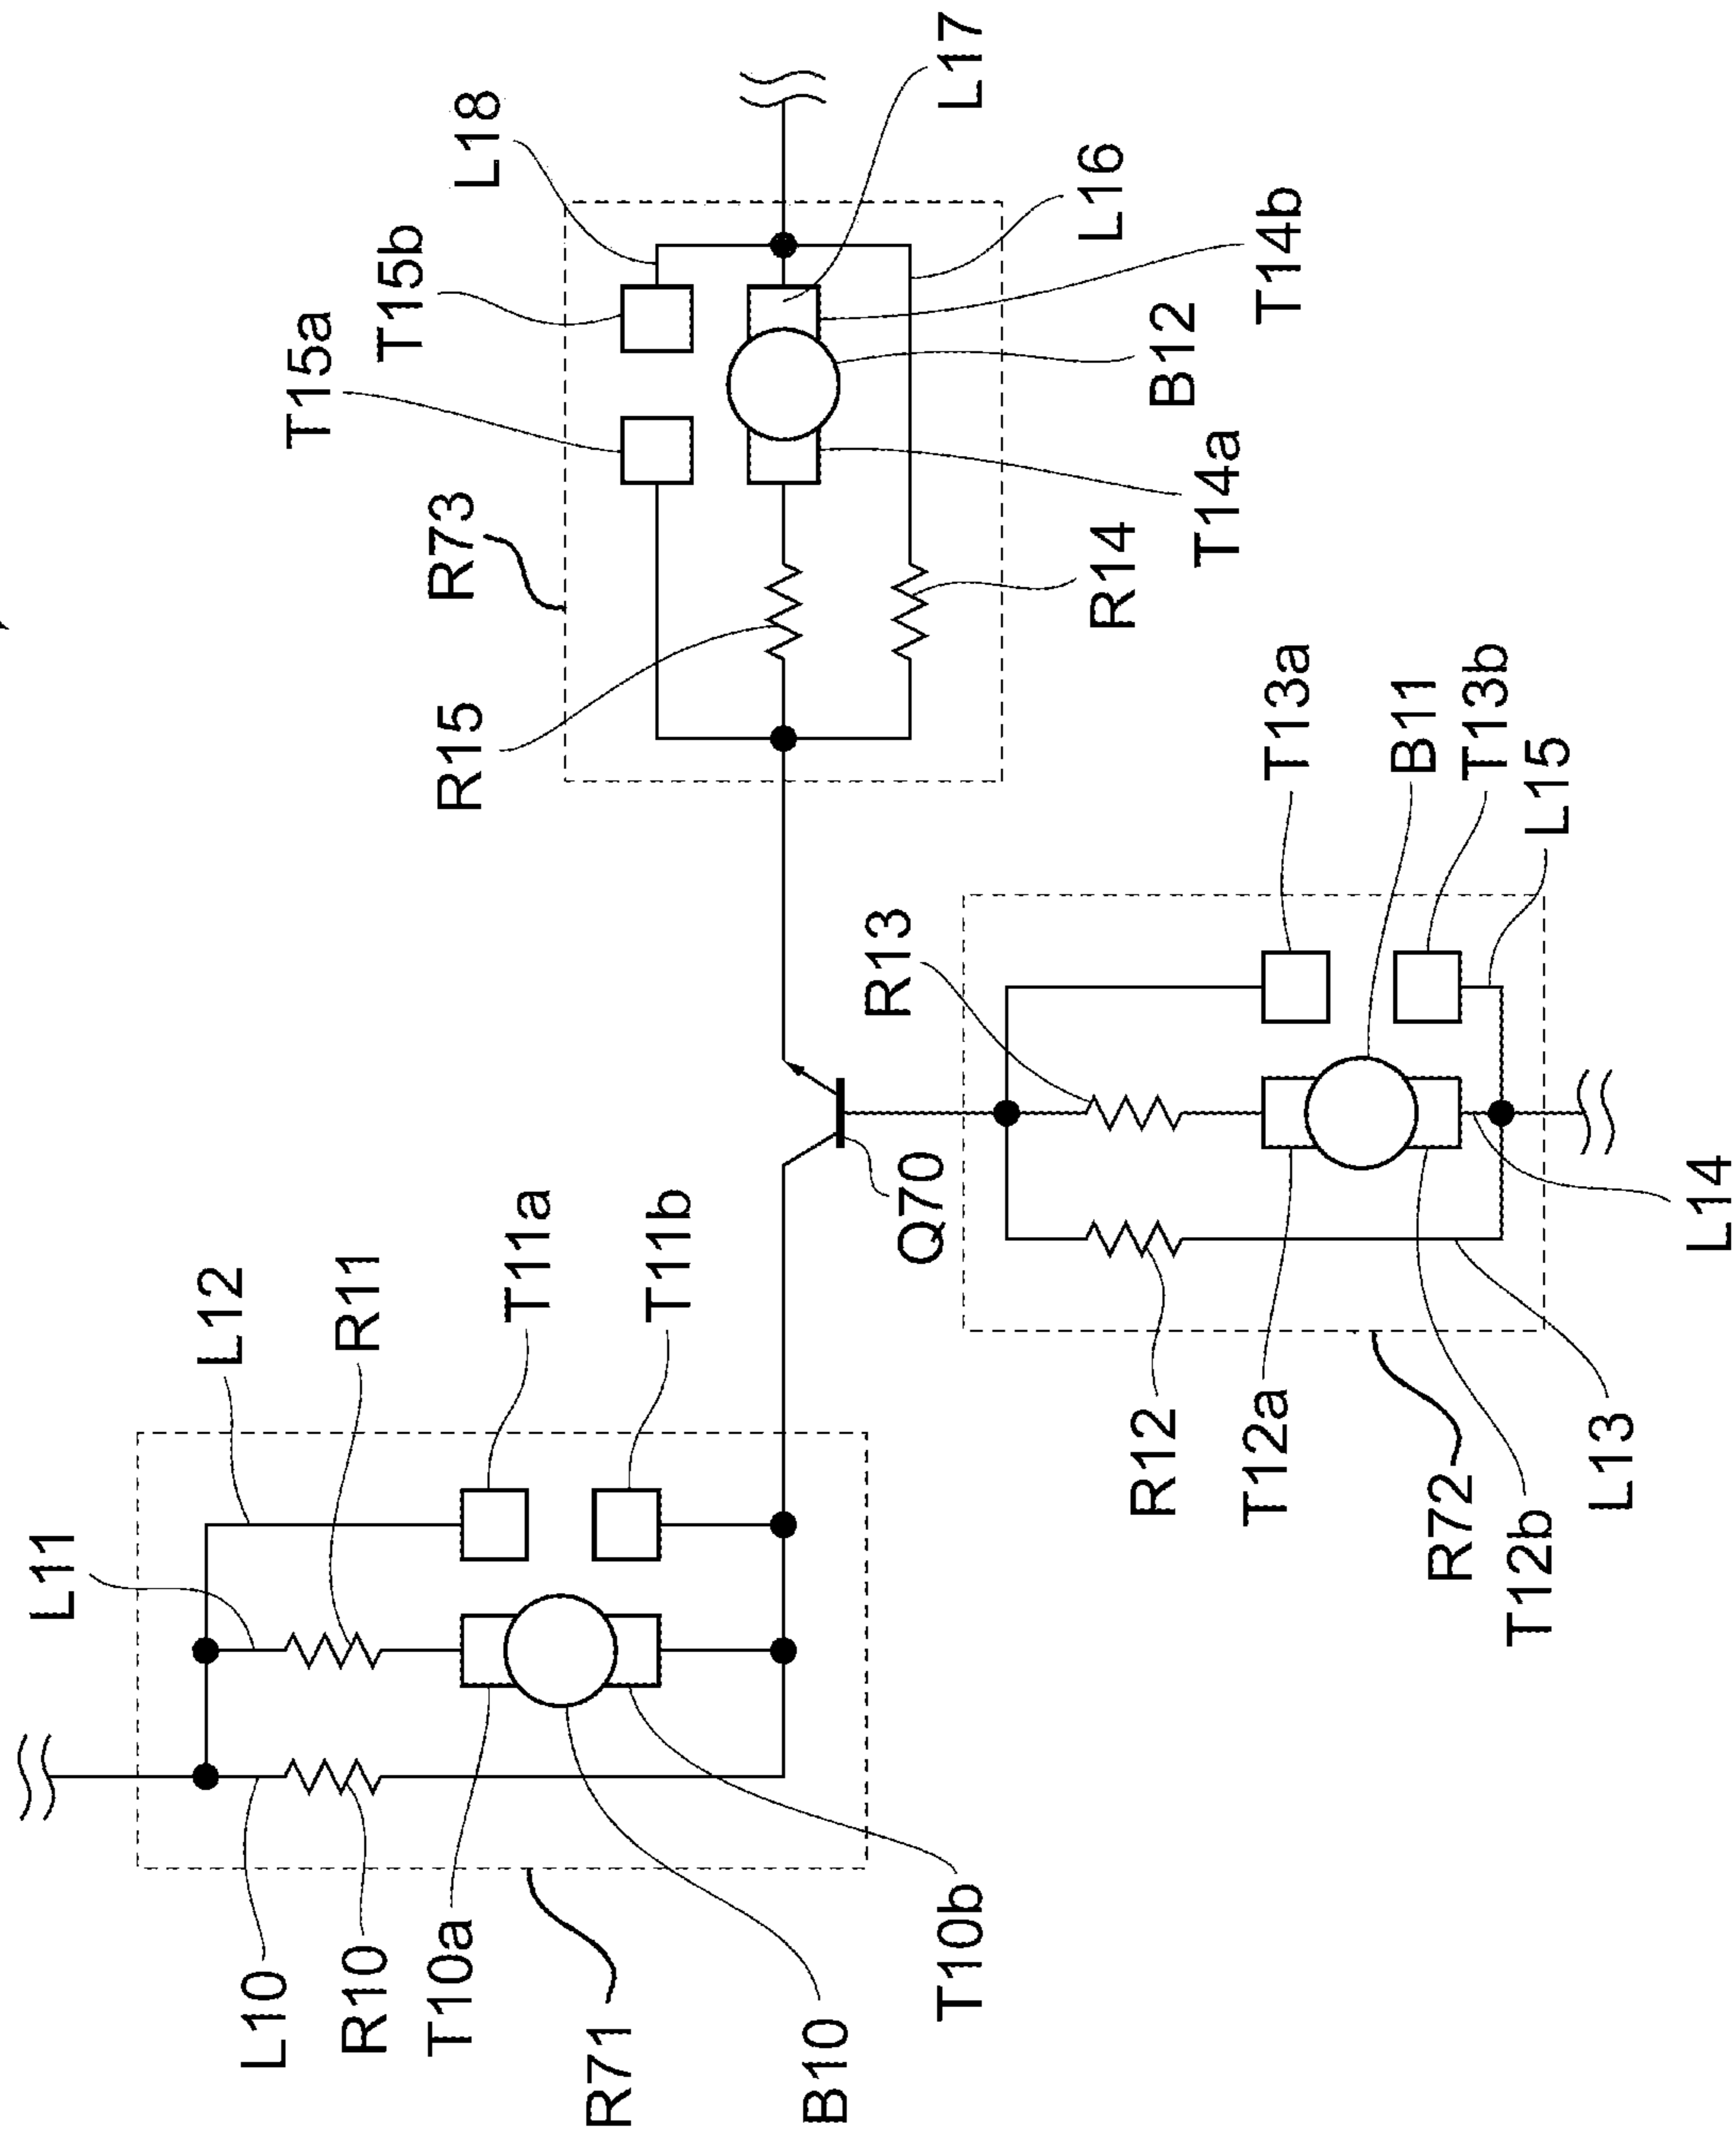 L10
R10
T10a
R71
B10
T10b
L11
L12
R11
T11a
T11b
Q70
R12
T12a
R72
T12b
L13
L14
R13
T13a
B11
T13b
L15
R15
R73
T15a
T15b
L18
L17
L16
T14b
B12
T14a
R14